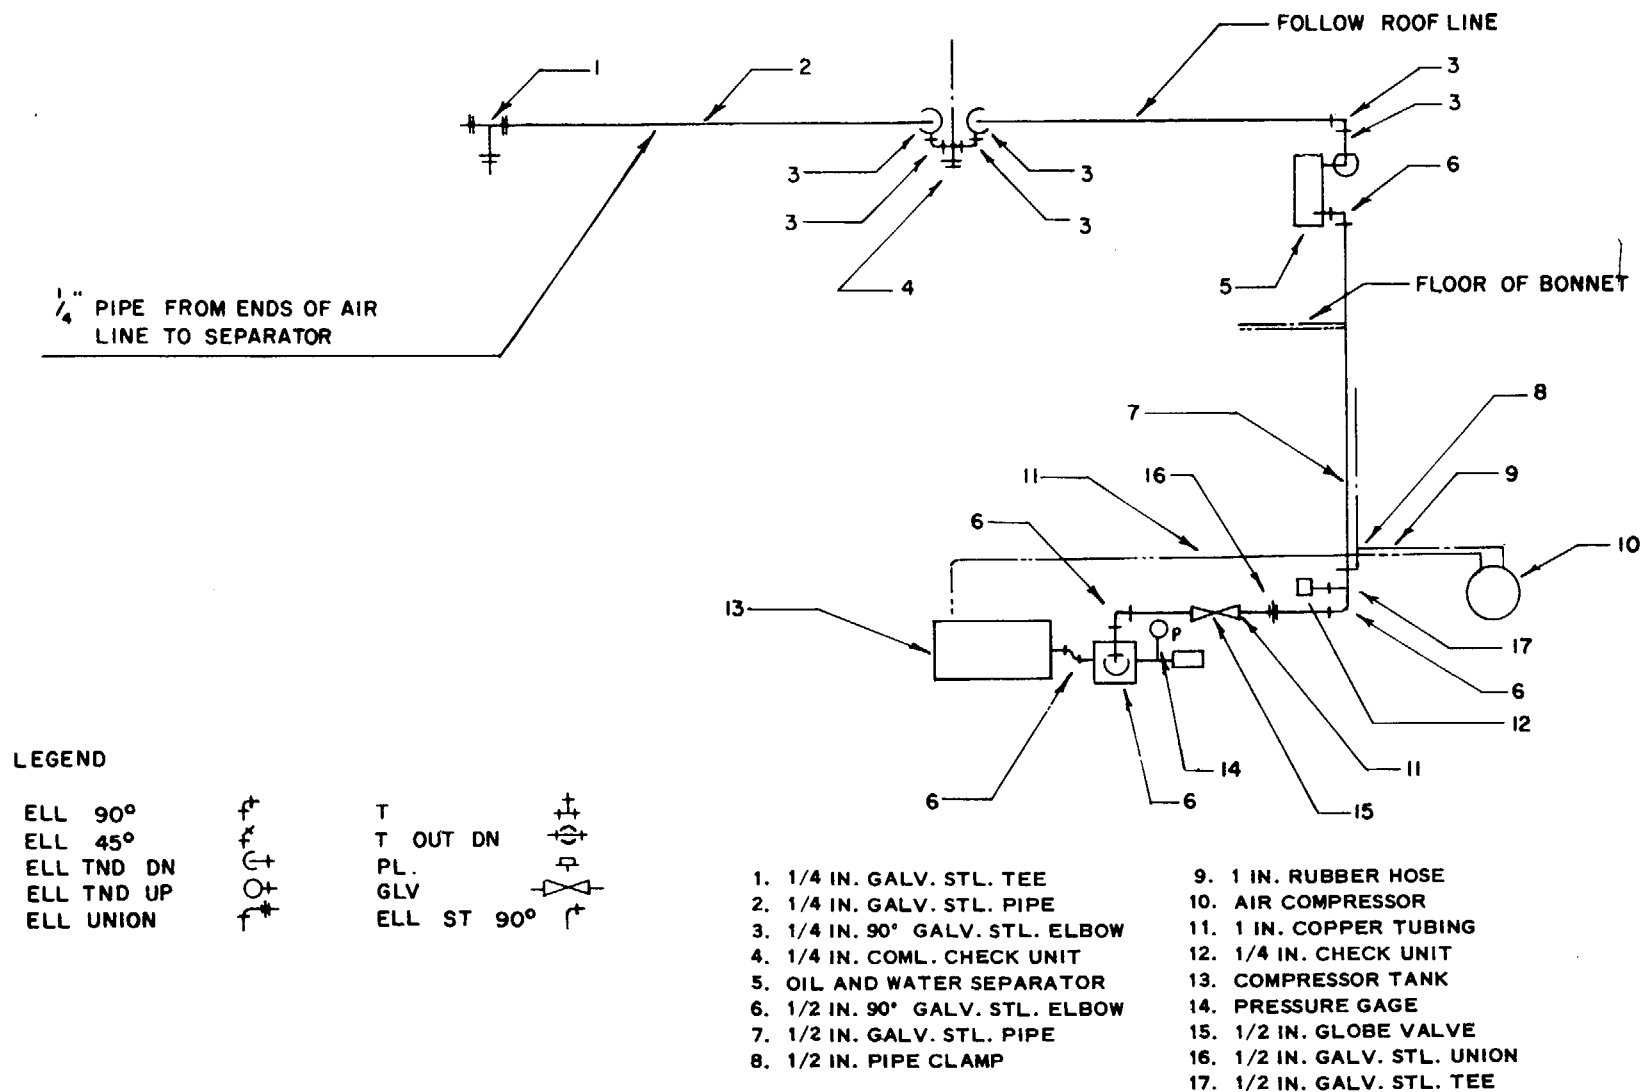 FOLLOW ROOF LINE
1
2
3
3
3
3
6
3
3
5
4
FLOOR OF BONNET
1/4" PIPE FROM ENDS OF AIR
LINE TO SEPARATOR
8
7
11
16
9
6
10
13
P
17
6
12
14
11
6
6
15
LEGEND
ELL 90°
ELL 45°
ELL TND DN
ELL TND UP
ELL UNION
T
T OUT DN
PL.
GLV
ELL ST 90°
1. 1/4 IN. GALV. STL. TEE
2. 1/4 IN. GALV. STL. PIPE
3. 1/4 IN. 90° GALV. STL. ELBOW
4. 1/4 IN. COML. CHECK UNIT
5. OIL AND WATER SEPARATOR
6. 1/2 IN. 90° GALV. STL. ELBOW
7. 1/2 IN. GALV. STL. PIPE
8. 1/2 IN. PIPE CLAMP
9. 1 IN. RUBBER HOSE
10. AIR COMPRESSOR
11. 1 IN. COPPER TUBING
12. 1/4 IN. CHECK UNIT
13. COMPRESSOR TANK
14. PRESSURE GAGE
15. 1/2 IN. GLOBE VALVE
16. 1/2 IN. GALV. STL. UNION
17. 1/2 IN. GALV. STL. TEE